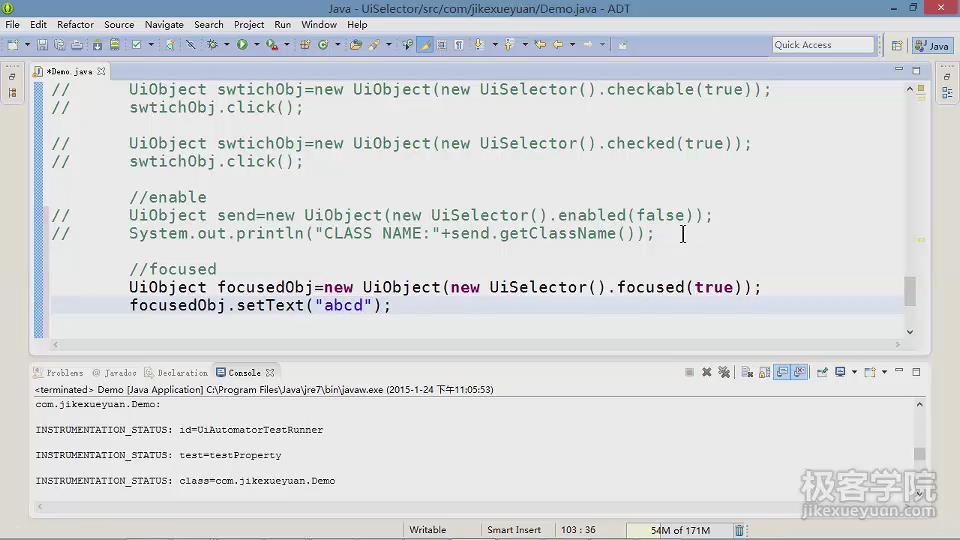 Java - UiSelector/src/com/jikexueyuan/Demo.java - ADT
File Edit Refactor Source Navigate Search Project Run Window Help
Quick Access
Java
*Demo.java
// UiObject swtichObj=new UiObject(new UiSelector().checkable(true));
// swtichObj.click();
// UiObject swtichObj=new UiObject(new UiSelector().checked(true));
// swtichObj.click();
//enable
// UiObject send=new UiObject(new UiSelector().enabled(false));
// System.out.println("CLASS NAME:"+send.getClassName());
//focused
UiObject focusedObj=new UiObject(new UiSelector().focused(true));
focusedObj.setText("abcd");
Problems Javadoc Declaration Console
<terminated> Demo [Java Application] C:\Program Files\Java\jre7\bin\javaw.exe (2015-1-24 下午11:05:53)
com.jikexueyuan.Demo:
INSTRUMENTATION_STATUS: id=UiAutomatorTestRunner
INSTRUMENTATION_STATUS: test=testProperty
INSTRUMENTATION_STATUS: class=com.jikexueyuan.Demo
极客学院
jikexueyuan.com
Writable Smart Insert 103 : 36 54M of 171M